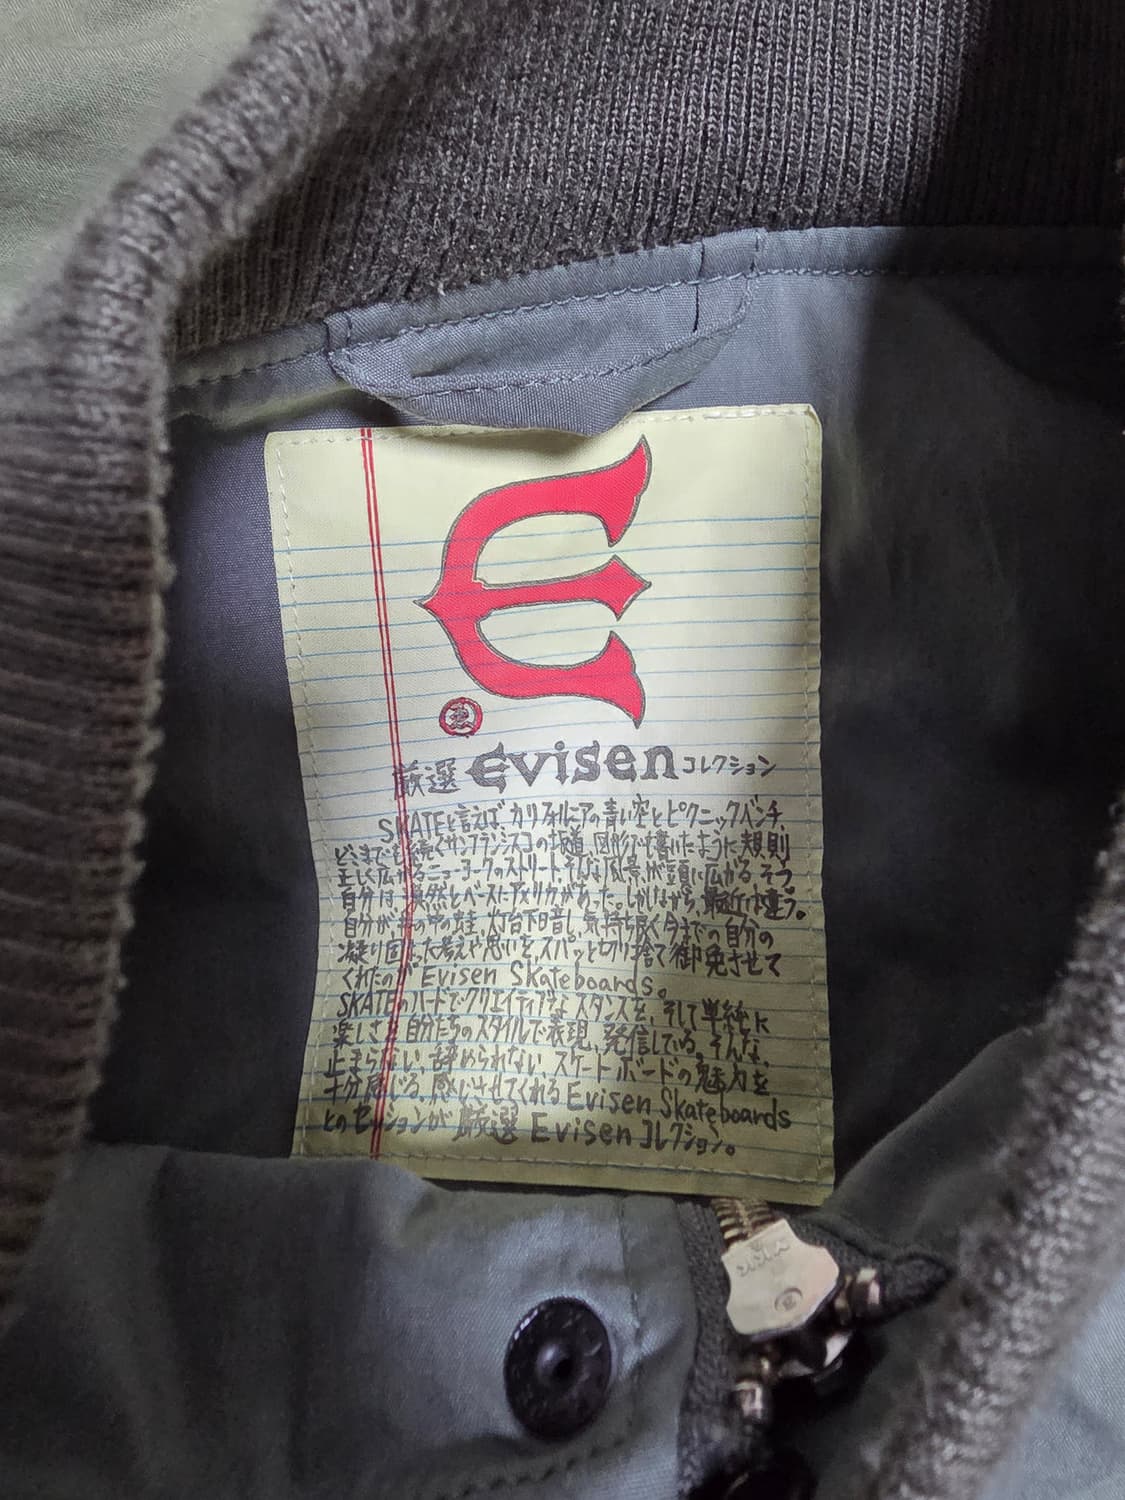 厳選 Evisen コレクション
SKATEと言えば、カリフォルニアの青い空とピクニックベンチ、
どこまでも続くサンフランシスコの坂道、図形でも書いたように規則
正しく広がるニューヨークのストリート、そんな風景が頭に広がる。そう。
自分は、漠然とベースにアメリカがあった。しかしながら、最近は違う。
自分が、井の中の蛙、灯台下暗し、気持ち良く今までの自分の
凝り固まった考えや思いを、スパッと切り捨て御免させて
くれたのが Evisen Skateboards。
SKATEのハードでクリエイティブなスタンスを、そして単純に
楽しさを自分たちのスタイルで表現、発信している。そんな、
止まらない、辞められない スケートボードの魅力を
十分感じる、感じさせてくれる Evisen Skateboards
とのセッションが 厳選 Evisen コレクション。